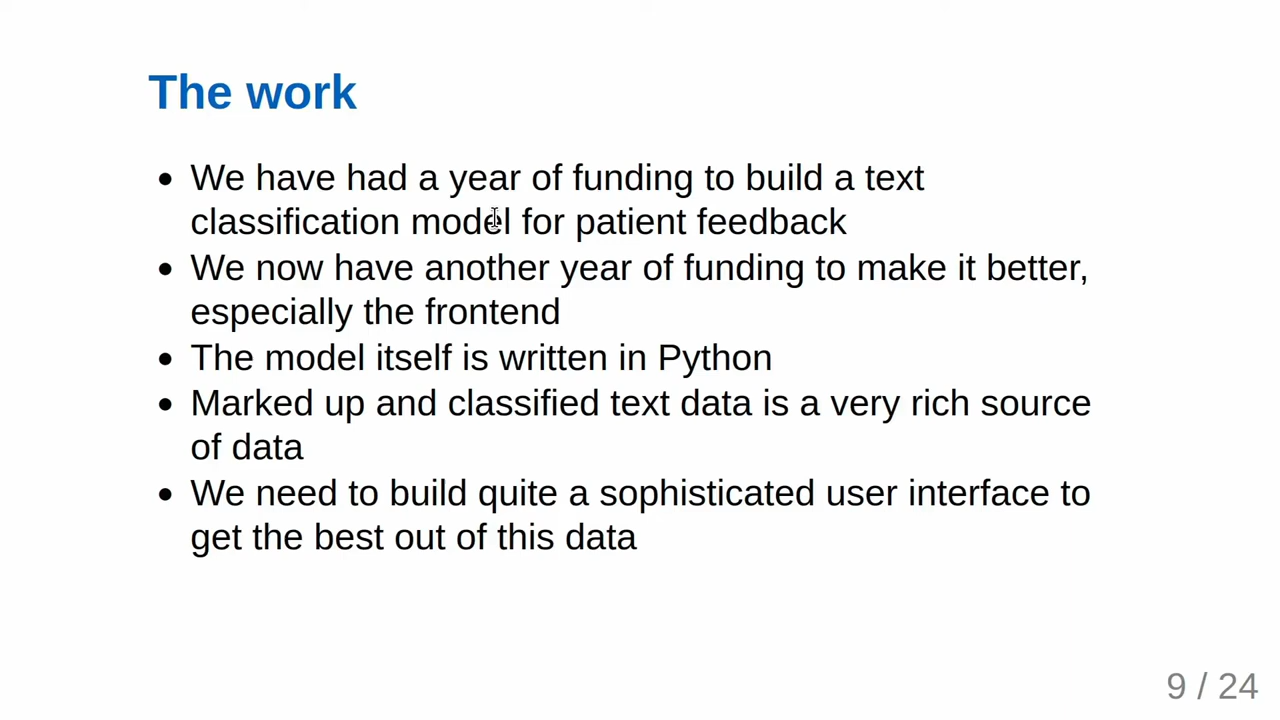 The work
• We have had a year of funding to build a text
classification model for patient feedback
• We now have another year of funding to make it better,
especially the frontend
• The model itself is written in Python
• Marked up and classified text data is a very rich source
of data
• We need to build quite a sophisticated user interface to
get the best out of this data
9 / 24